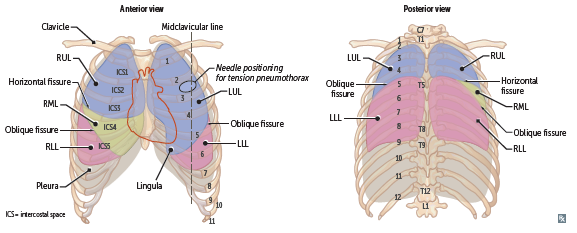 Anterior view
Clavicle
Midclavicular line
RUL
Horizontal fissure
RML
Oblique fissure
RLL
Pleura
ICS = intercostal space
ICS1
ICS2
ICS3
ICS4
ICS5
1
2
3
4
5
6
7
8
9
10
11
Needle positioning
for tension pneumothorax
LUL
Oblique fissure
LLL
Lingula
Posterior view
C7
T1
1
2
3
4
5
6
7
8
9
10
11
12
T5
T8
T9
T12
L1
LUL
Oblique
fissure
LLL
RUL
Horizontal
fissure
RML
Oblique fissure
RLL